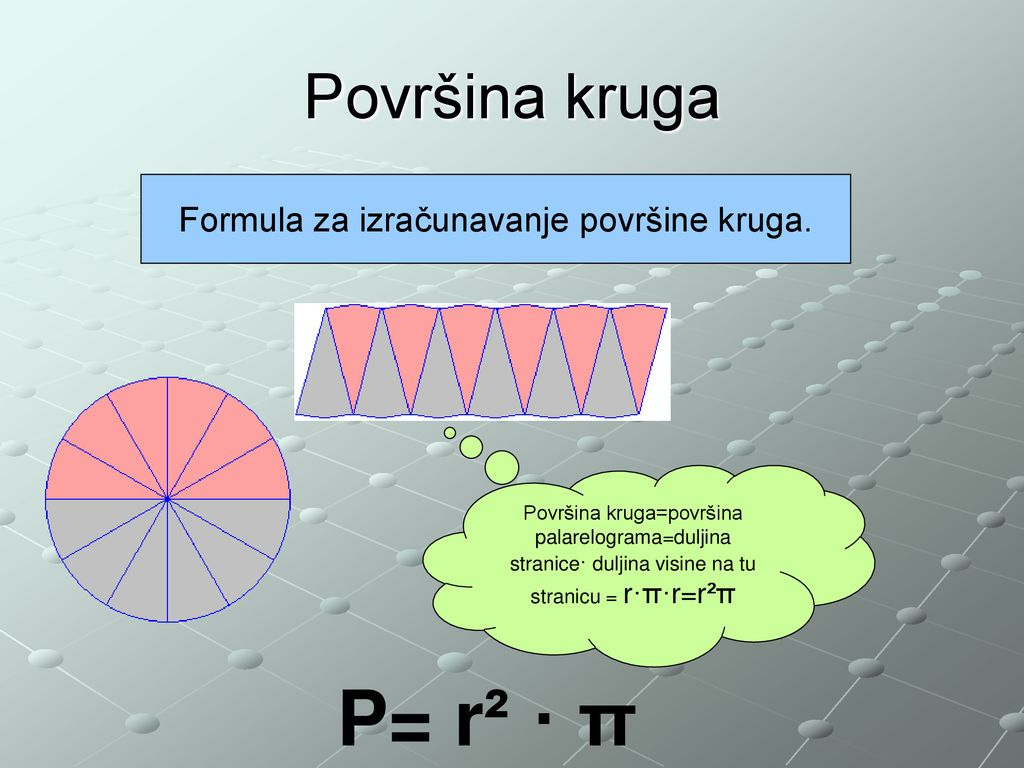 Površina kruga
Formula za izračunavanje površine kruga.
Površina kruga=površina
palarelograma=duljina
stranice· duljina visine na tu
stranicu = r·π·r=r²π
P= r² · π